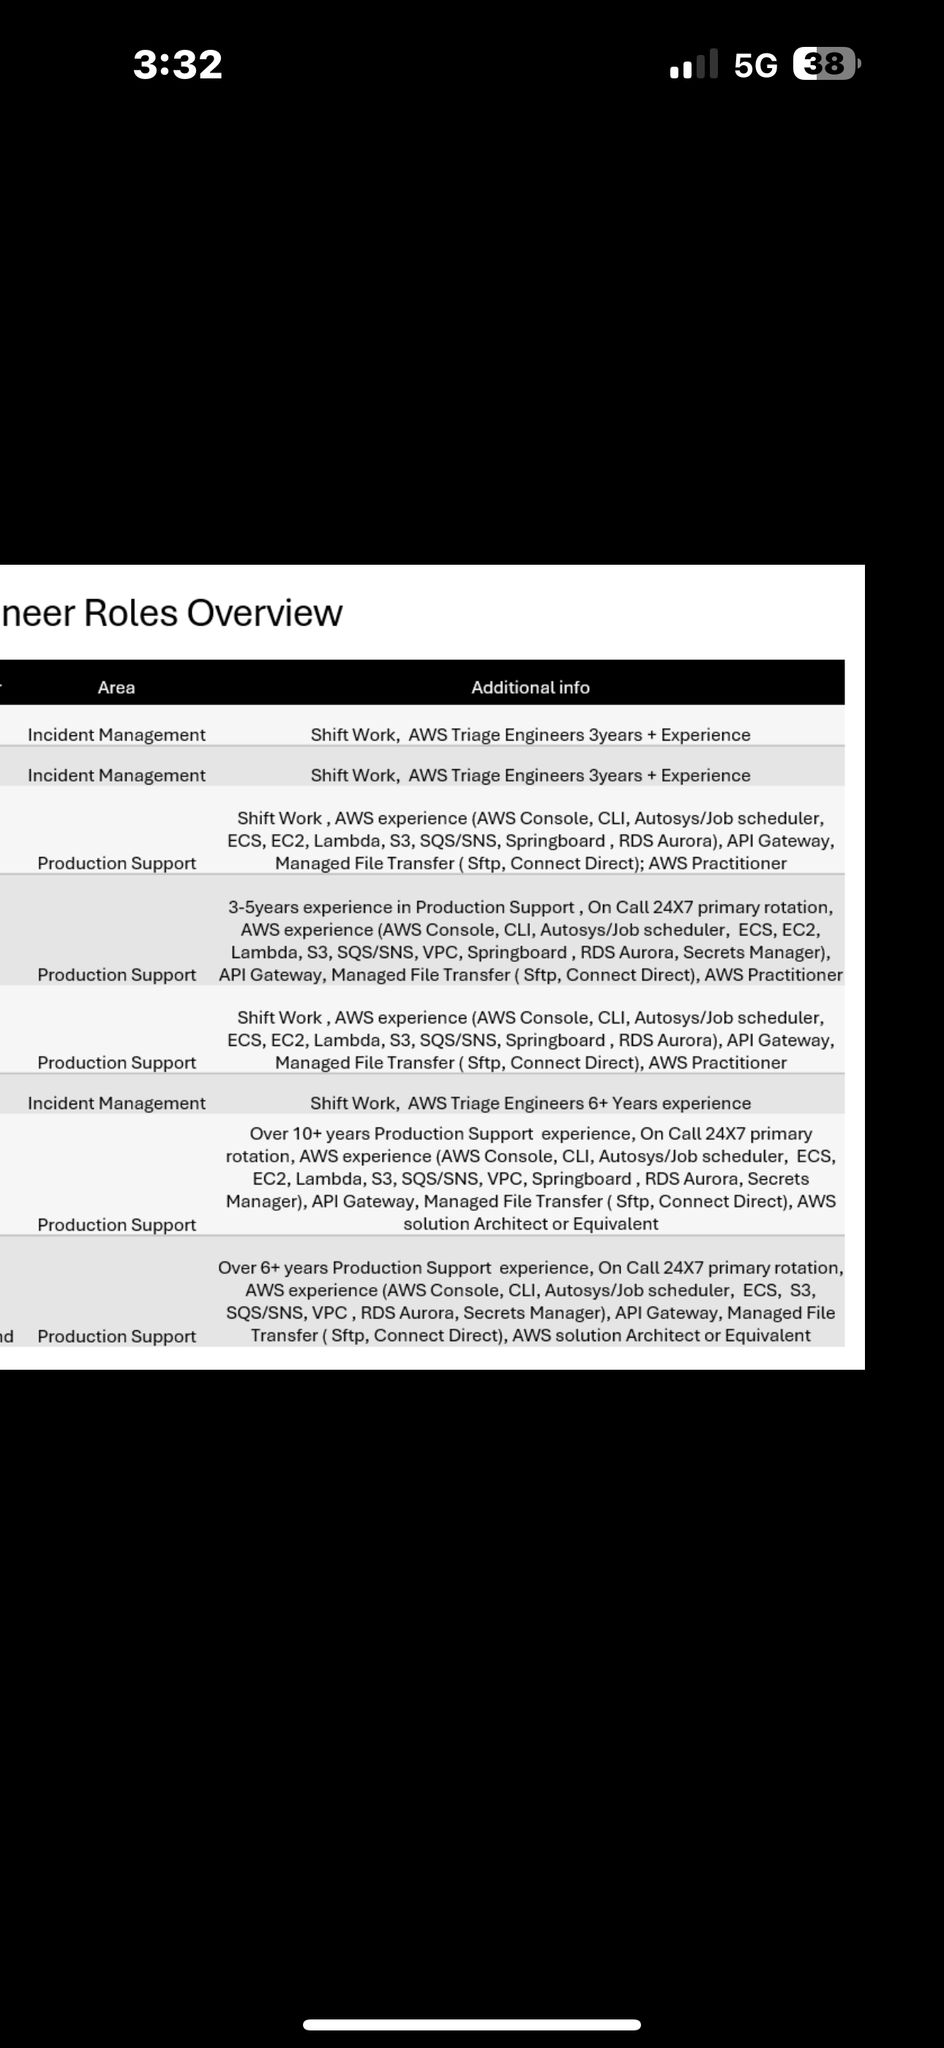 3:32
5G
38
neer Roles Overview
Area
Additional info
Incident Management
Shift Work,  AWS Triage Engineers 3years + Experience
Incident Management
Shift Work,  AWS Triage Engineers 3years + Experience
Production Support
Shift Work , AWS experience (AWS Console, CLI, Autosys/Job scheduler,
ECS, EC2, Lambda, S3, SQS/SNS, Springboard , RDS Aurora), API Gateway,
Managed File Transfer ( Sftp, Connect Direct); AWS Practitioner
Production Support
3-5years experience in Production Support , On Call 24X7 primary rotation,
AWS experience (AWS Console, CLI, Autosys/Job scheduler,  ECS, EC2,
Lambda, S3, SQS/SNS, VPC, Springboard , RDS Aurora, Secrets Manager),
API Gateway, Managed File Transfer ( Sftp, Connect Direct), AWS Practitioner
Production Support
Shift Work , AWS experience (AWS Console, CLI, Autosys/Job scheduler,
ECS, EC2, Lambda, S3, SQS/SNS, Springboard , RDS Aurora), API Gateway,
Managed File Transfer ( Sftp, Connect Direct), AWS Practitioner
Incident Management
Shift Work,  AWS Triage Engineers 6+ Years experience
Production Support
Over 10+ years Production Support  experience, On Call 24X7 primary
rotation, AWS experience (AWS Console, CLI, Autosys/Job scheduler,  ECS,
EC2, Lambda, S3, SQS/SNS, VPC, Springboard , RDS Aurora, Secrets
Manager), API Gateway, Managed File Transfer ( Sftp, Connect Direct), AWS
solution Architect or Equivalent
nd
Production Support
Over 6+ years Production Support  experience, On Call 24X7 primary rotation,
AWS experience (AWS Console, CLI, Autosys/Job scheduler,  ECS,  S3,
SQS/SNS, VPC , RDS Aurora, Secrets Manager), API Gateway, Managed File
Transfer ( Sftp, Connect Direct), AWS solution Architect or Equivalent